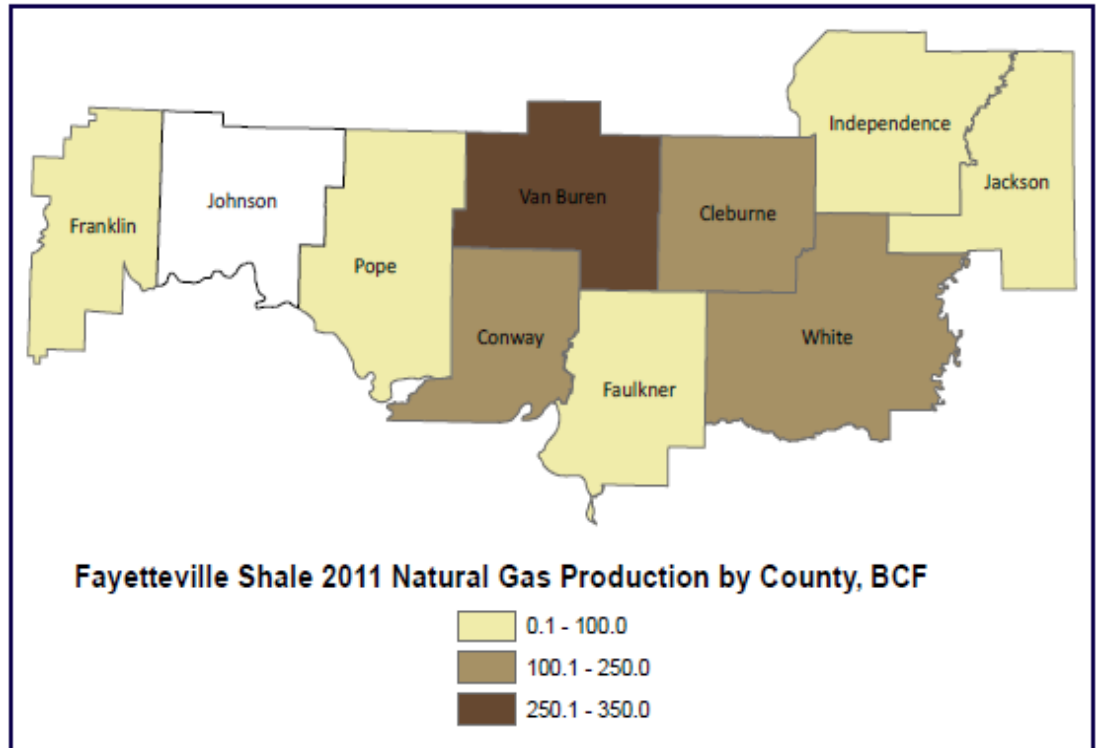 Independence
Jackson
Van Buren
Cleburne
Johnson
Franklin
Pope
Conway
White
Faulkner
Fayetteville Shale 2011 Natural Gas Production by County, BCF
0.1 - 100.0
100.1 - 250.0
250.1 - 350.0